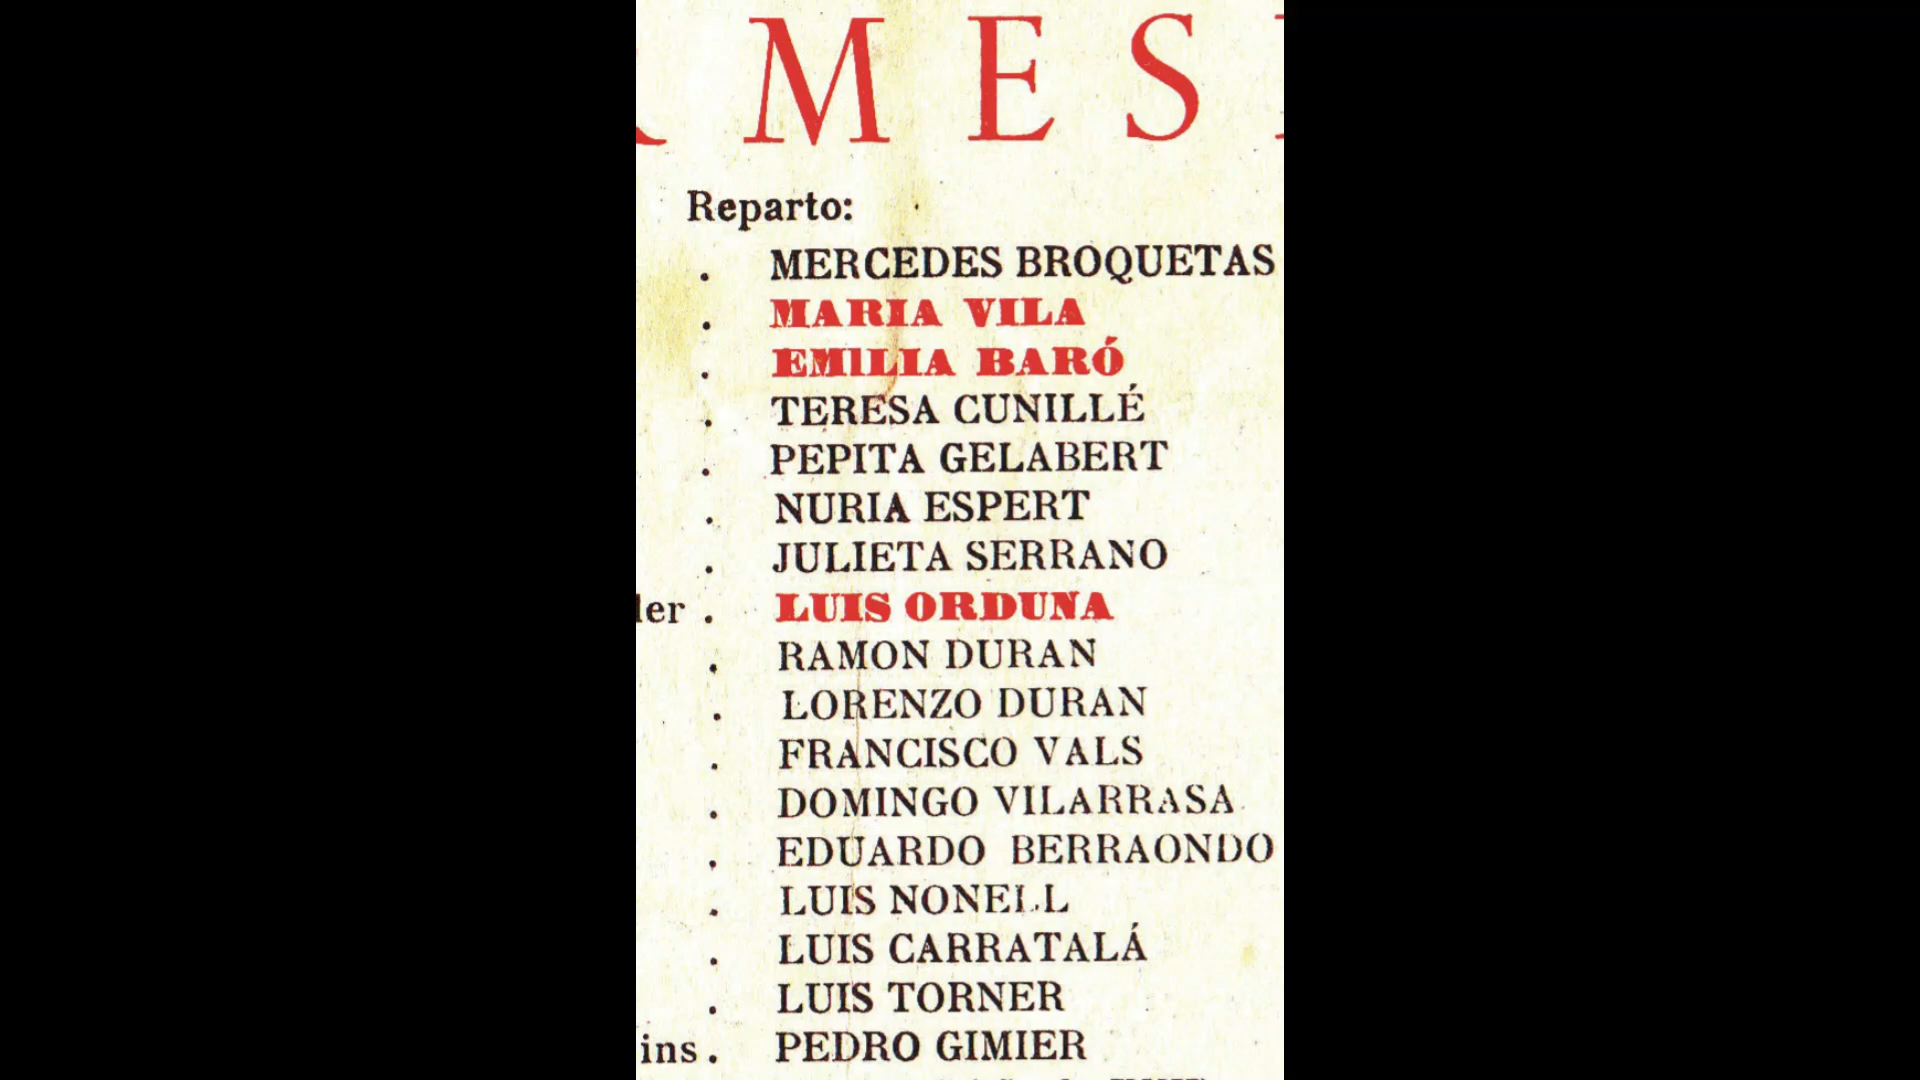 MES
Reparto:
. MERCEDES BROQUETAS
. MARIA VILA
. EMILIA BARÓ
. TERESA CUNILLÉ
. PEPITA GELABERT
. NURIA ESPERT
. JULIETA SERRANO
ler . LUIS ORDUNA
. RAMON DURAN
. LORENZO DURAN
. FRANCISCO VALS
. DOMINGO VILARRASA
. EDUARDO BERRAONDO
. LUIS NONELL
. LUIS CARRATALÁ
. LUIS TORNER
ins . PEDRO GIMIER